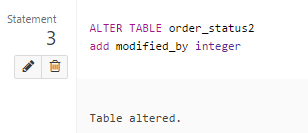 Statement
3
ALTER TABLE order_status2
add modified_by integer
Table altered.